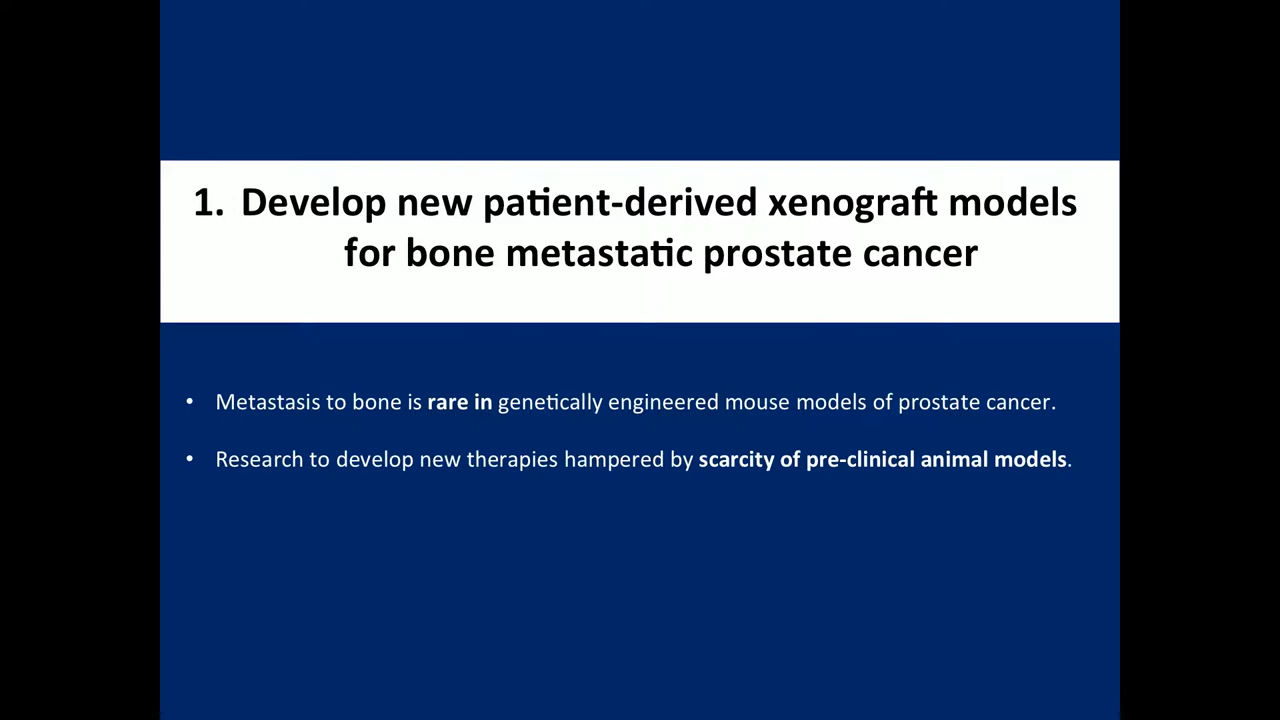 1. Develop new patient-derived xenograft models
for bone metastatic prostate cancer
• Metastasis to bone is rare in genetically engineered mouse models of prostate cancer.
• Research to develop new therapies hampered by scarcity of pre-clinical animal models.